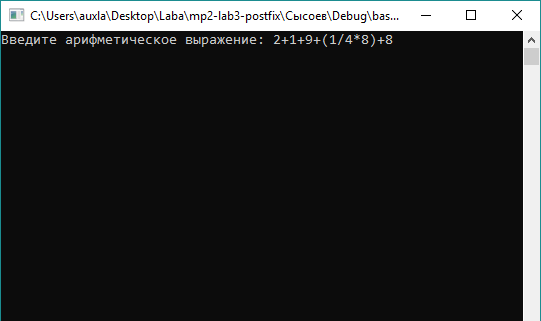 C:\Users\auxla\Desktop\Laba\mp2-lab3-postfix\Сысоев\Debug\bas...
Введите арифметическое выражение: 2+1+9+(1/4*8)+8